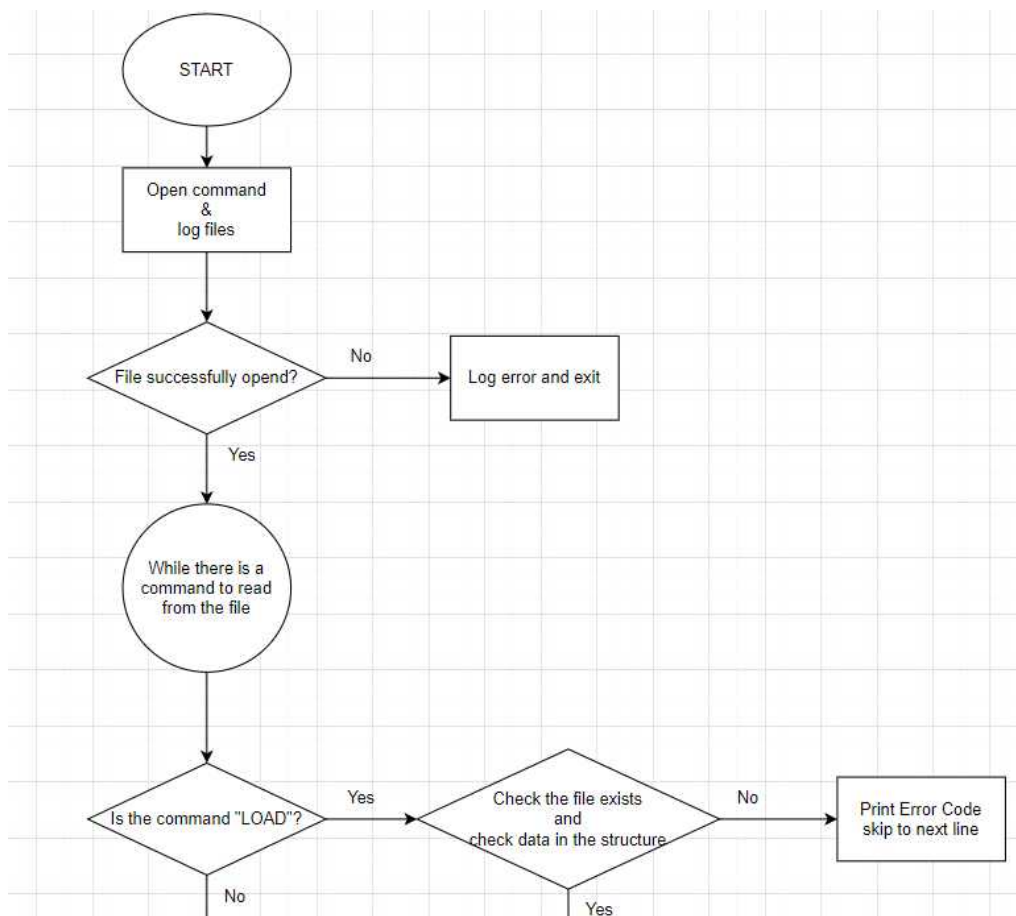 START
Open command
&
log files
File successfully opend?
No
Log error and exit
Yes
While there is a
command to read
from the file
Is the command "LOAD"?
Yes
Check the file exists
and
check data in the structure
No
Print Error Code
skip to next line
No
Yes